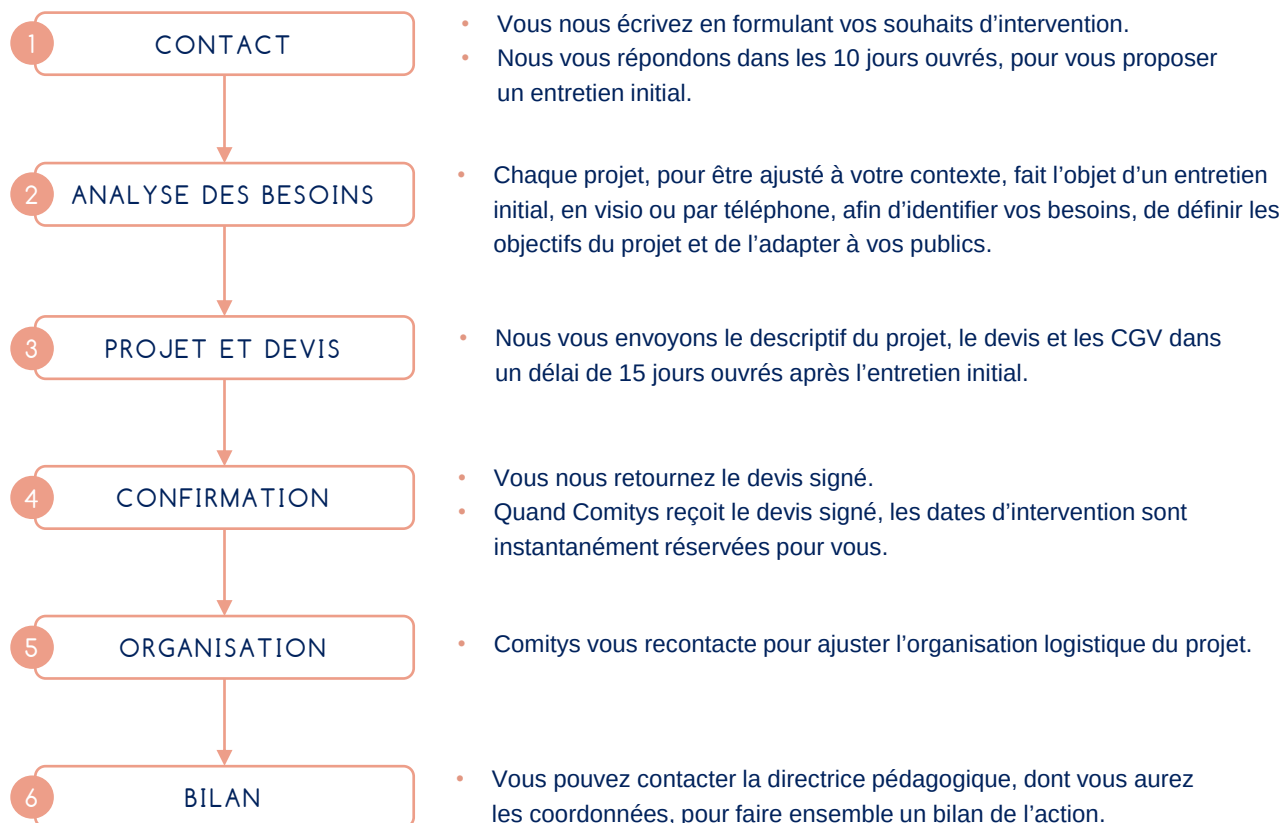 1
CONTACT
• Vous nous écrivez en formulant vos souhaits d’intervention.
• Nous vous répondons dans les 10 jours ouvrés, pour vous proposer
un entretien initial.
2
ANALYSE DES BESOINS
• Chaque projet, pour être ajusté à votre contexte, fait l’objet d’un entretien
initial, en visio ou par téléphone, afin d’identifier vos besoins, de définir les
objectifs du projet et de l’adapter à vos publics.
3
PROJET ET DEVIS
• Nous vous envoyons le descriptif du projet, le devis et les CGV dans
un délai de 15 jours ouvrés après l’entretien initial.
4
CONFIRMATION
• Vous nous retournez le devis signé.
• Quand Comitys reçoit le devis signé, les dates d’intervention sont
instantanément réservées pour vous.
5
ORGANISATION
• Comitys vous recontacte pour ajuster l’organisation logistique du projet.
6
BILAN
• Vous pouvez contacter la directrice pédagogique, dont vous aurez
les coordonnées, pour faire ensemble un bilan de l’action.